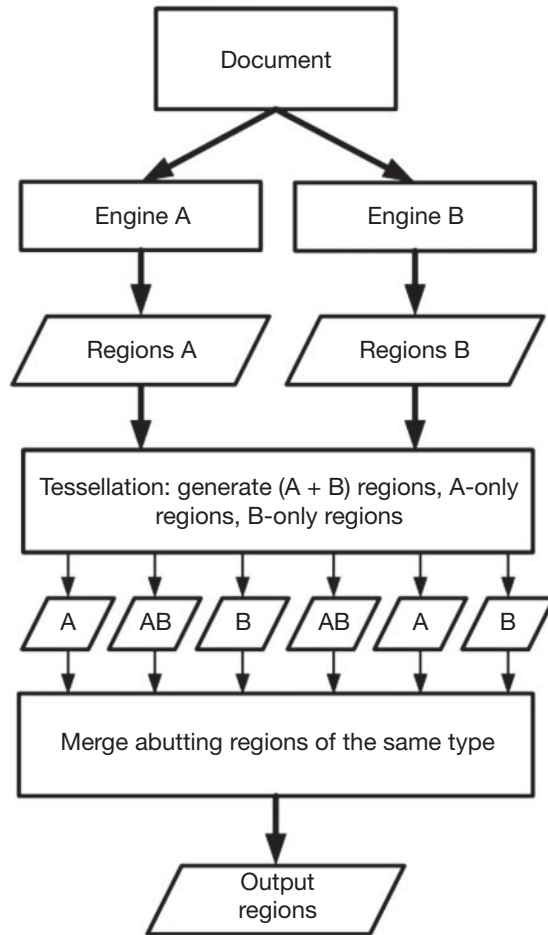 Document
Engine A
Engine B
Regions A
Regions B
Tessellation: generate (A + B) regions, A-only
regions, B-only regions
A
AB
B
AB
A
B
Merge abutting regions of the same type
Output
regions